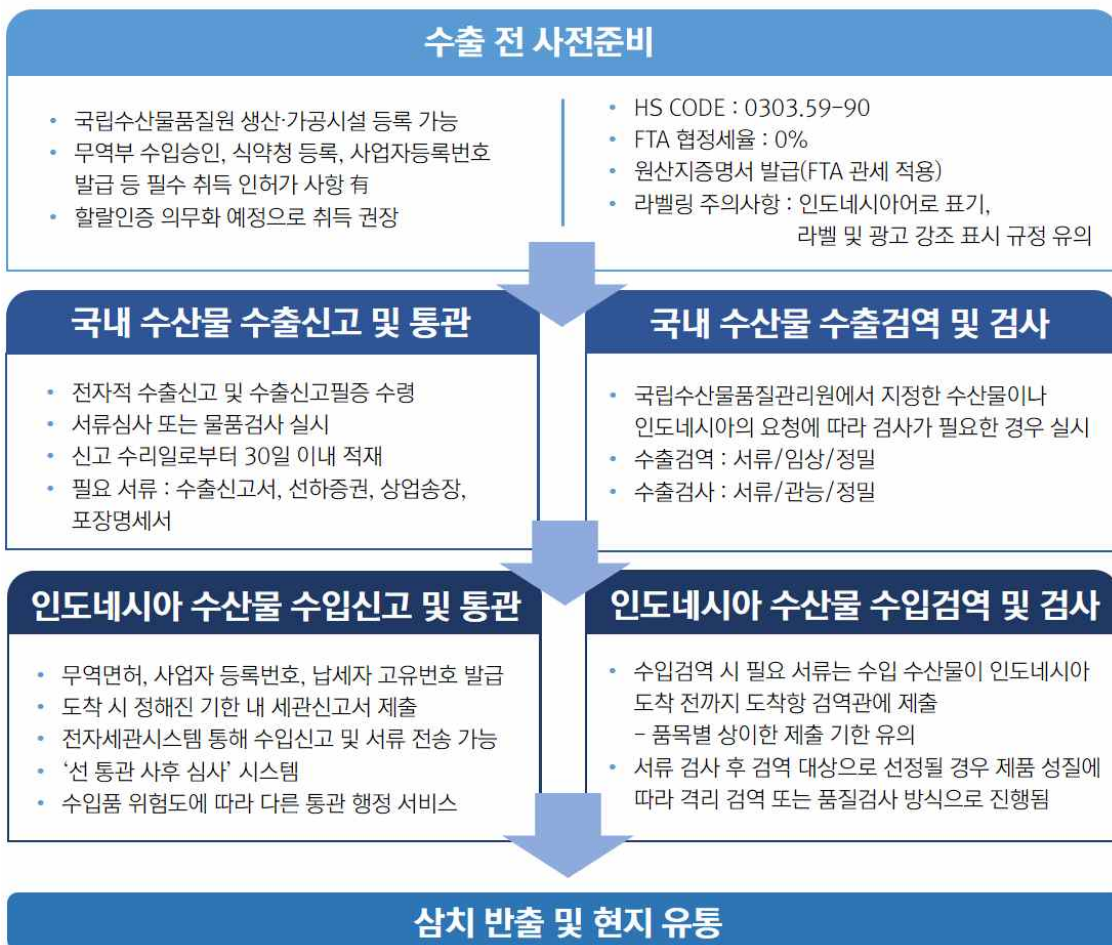 수출 전 사전준비
• 국립수산물품질원 생산·가공시설 등록 가능
• 무역부 수입승인, 식약청 등록, 사업자등록번호
발급 등 필수 취득 인허가 사항 有
• 할랄인증 의무화 예정으로 취득 권장
• HS CODE : 0303.59-90
• FTA 협정세율 : 0%
• 원산지증명서 발급(FTA 관세 적용)
• 라벨링 주의사항 : 인도네시아어로 표기,
라벨 및 광고 강조 표시 규정 유의
국내 수산물 수출신고 및 통관
• 전자적 수출신고 및 수출신고필증 수령
• 서류심사 또는 물품검사 실시
• 신고 수리일로부터 30일 이내 적재
• 필요 서류 : 수출신고서, 선하증권, 상업송장,
포장명세서
국내 수산물 수출검역 및 검사
• 국립수산물품질관리원에서 지정한 수산물이나
인도네시아의 요청에 따라 검사가 필요한 경우 실시
• 수출검역 : 서류/임상/정밀
• 수출검사 : 서류/관능/정밀
인도네시아 수산물 수입신고 및 통관
• 무역면허, 사업자 등록번호, 납세자 고유번호 발급
• 도착 시 정해진 기한 내 세관신고서 제출
• 전자세관시스템 통해 수입신고 및 서류 전송 가능
• ‘선 통관 사후 심사’ 시스템
• 수입품 위험도에 따라 다른 통관 행정 서비스
인도네시아 수산물 수입검역 및 검사
• 수입검역 시 필요 서류는 수입 수산물이 인도네시아
도착 전까지 도착항 검역관에 제출
- 품목별 상이한 제출 기한 유의
• 서류 검사 후 검역 대상으로 선정될 경우 제품 성질에
따라 격리 검역 또는 품질검사 방식으로 진행됨
삼치 반출 및 현지 유통